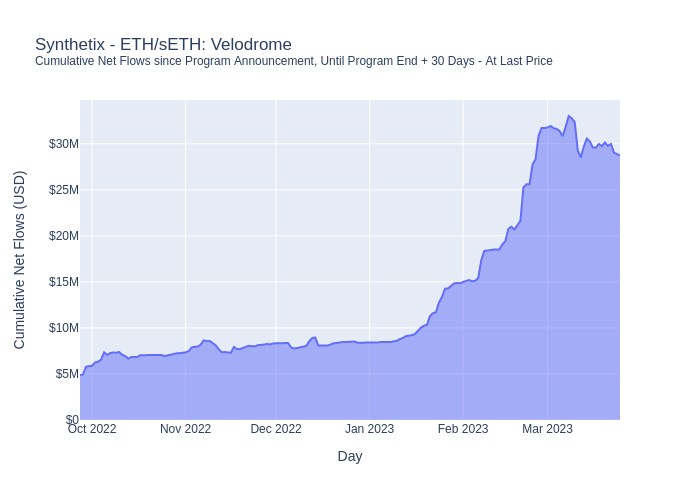 Synthetix - ETH/sETH: Velodrome
Cumulative Net Flows since Program Announcement, Until Program End + 30 Days - At Last Price
Cumulative Net Flows (USD)
$30M
$25M
$20M
$15M
$10M
$5M
$0
Oct 2022
Nov 2022
Dec 2022
Jan 2023
Feb 2023
Mar 2023
Day